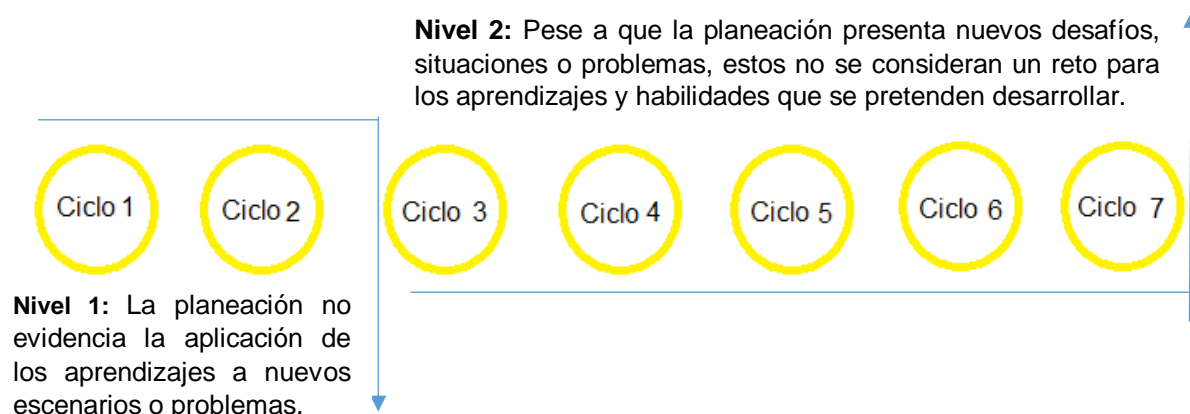 Nivel 2: Pese a que la planeación presenta nuevos desafíos,
situaciones o problemas, estos no se consideran un reto para
los aprendizajes y habilidades que se pretenden desarrollar.
Ciclo 1
Ciclo 2
Ciclo 3
Ciclo 4
Ciclo 5
Ciclo 6
Ciclo 7
Nivel 1: La planeación no
evidencia la aplicación de
los aprendizajes a nuevos
escenarios o problemas.